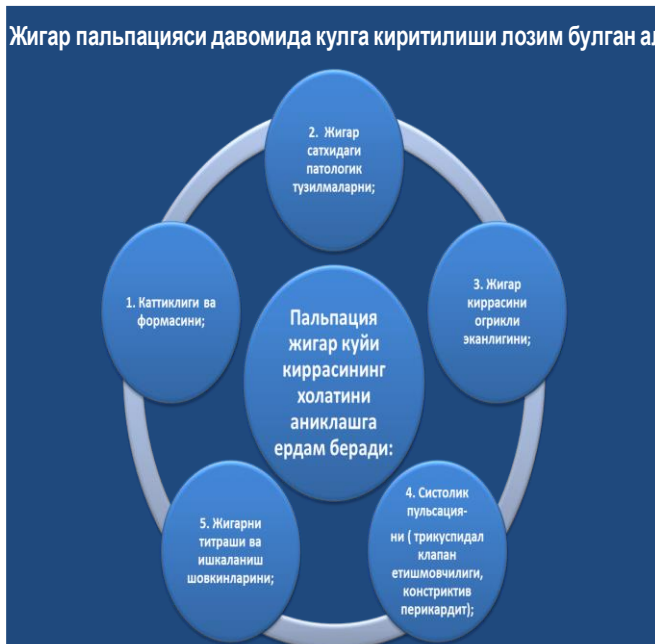 Жигар пальпацияси давомида кулга киритилиши лозим булган
2. Жигар
сатхидаги
патологик
тузилмаларни;
1. Каттиклиги ва
формасини;
3. Жигар
киррасини
огрикли
эканлигини;
Пальпация
жигар куйи
киррасининг
холатини
аниклашга
ердам беради:
5. Жигарни
титраши ва
ишкаланиш
шовкинларини;
4. Систолик
пульсация-
ни ( трикуспидал
клапан
етишмовчилиги,
констриктив
перикардит);